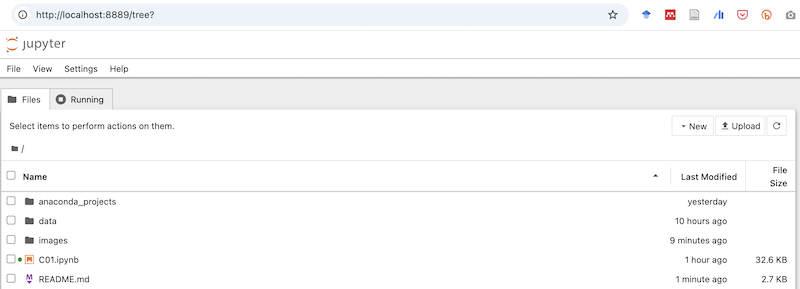 http://localhost:8889/tree?
jupyter
File View Settings Help
Files Running
Select items to perform actions on them.
New Upload
/
Name Last Modified File Size
anaconda_projects yesterday
data 10 hours ago
images 9 minutes ago
C01.ipynb 1 hour ago 32.6 KB
README.md 1 minute ago 2.7 KB